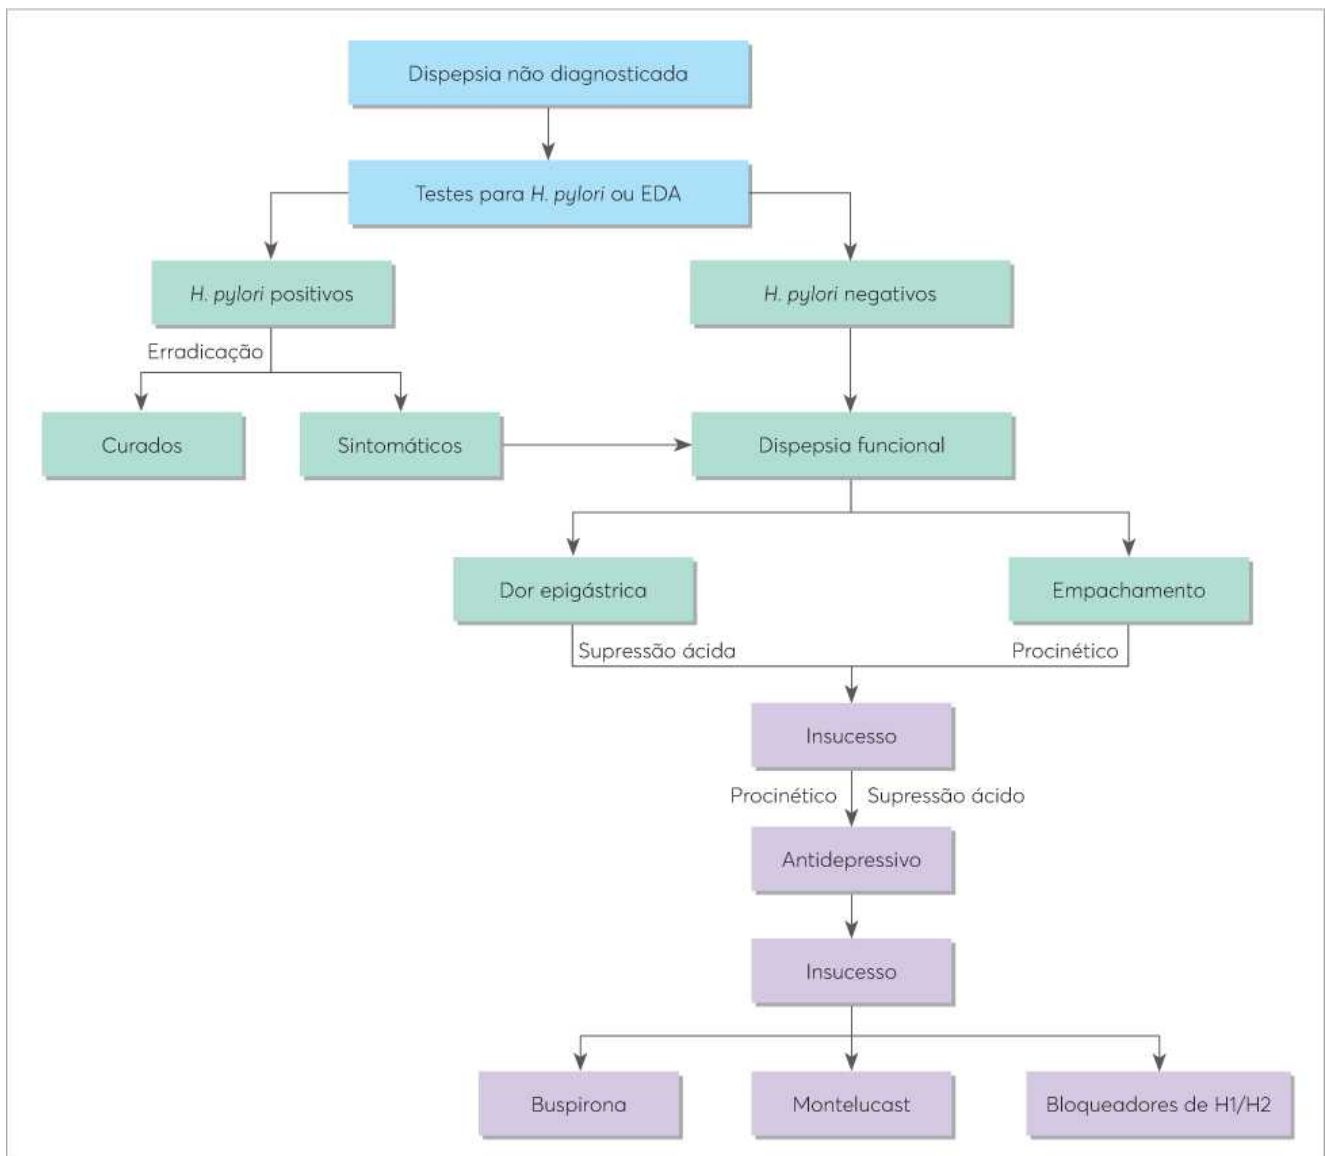 Dispepsia não diagnosticada
Testes para H. pylori ou EDA
H. pylori positivos
H. pylori negativos
Erradicação
Curados
Sintomáticos
Dispepsia funcional
Dor epigástrica
Empachamento
Supressão ácida
Procinético
Insucesso
Procinético
Supressão ácido
Antidepressivo
Insucesso
Buspirona
Montelucast
Bloqueadores de H1/H2